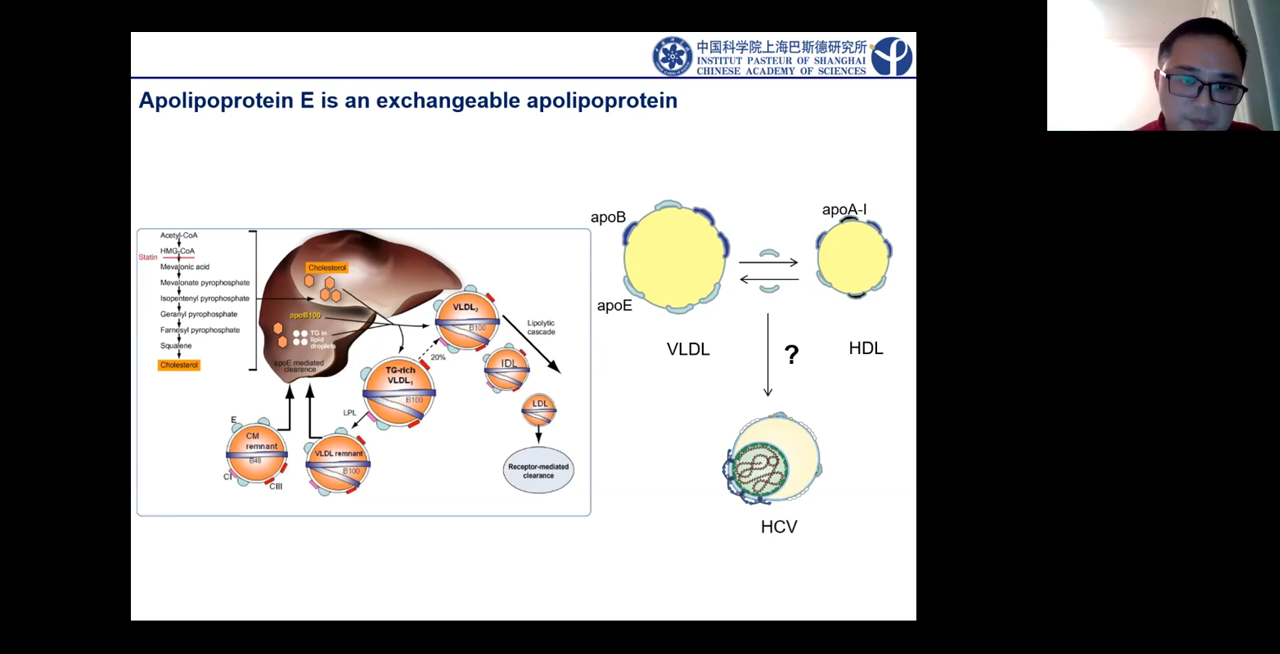 中国科学院上海巴斯德研究所
INSTITUT PASTEUR OF SHANGHAI
CHINESE ACADEMY OF SCIENCES
Apolipoprotein E is an exchangeable apolipoprotein
Acetyl-CoA
HMG-CoA
Statin
Mevalonic acid
Mevalonate pyrophosphate
Isopentenyl pyrophosphate
Geranyl pyrophosphate
Farnesyl pyrophosphate
Squalene
Cholesterol
Cholesterol
apoB100
TG in
lipid
droplets
apoE mediated
clearance
VLDL2
B100
Lipolytic
cascade
20%
IDL
TG-rich
VLDL1
B100
LDL
LPL
E
CM
remnant
B48
CI
CIII
VLDL remnant
B100
Receptor-mediated
clearance
apoB
apoE
VLDL
apoA-I
HDL
?
HCV